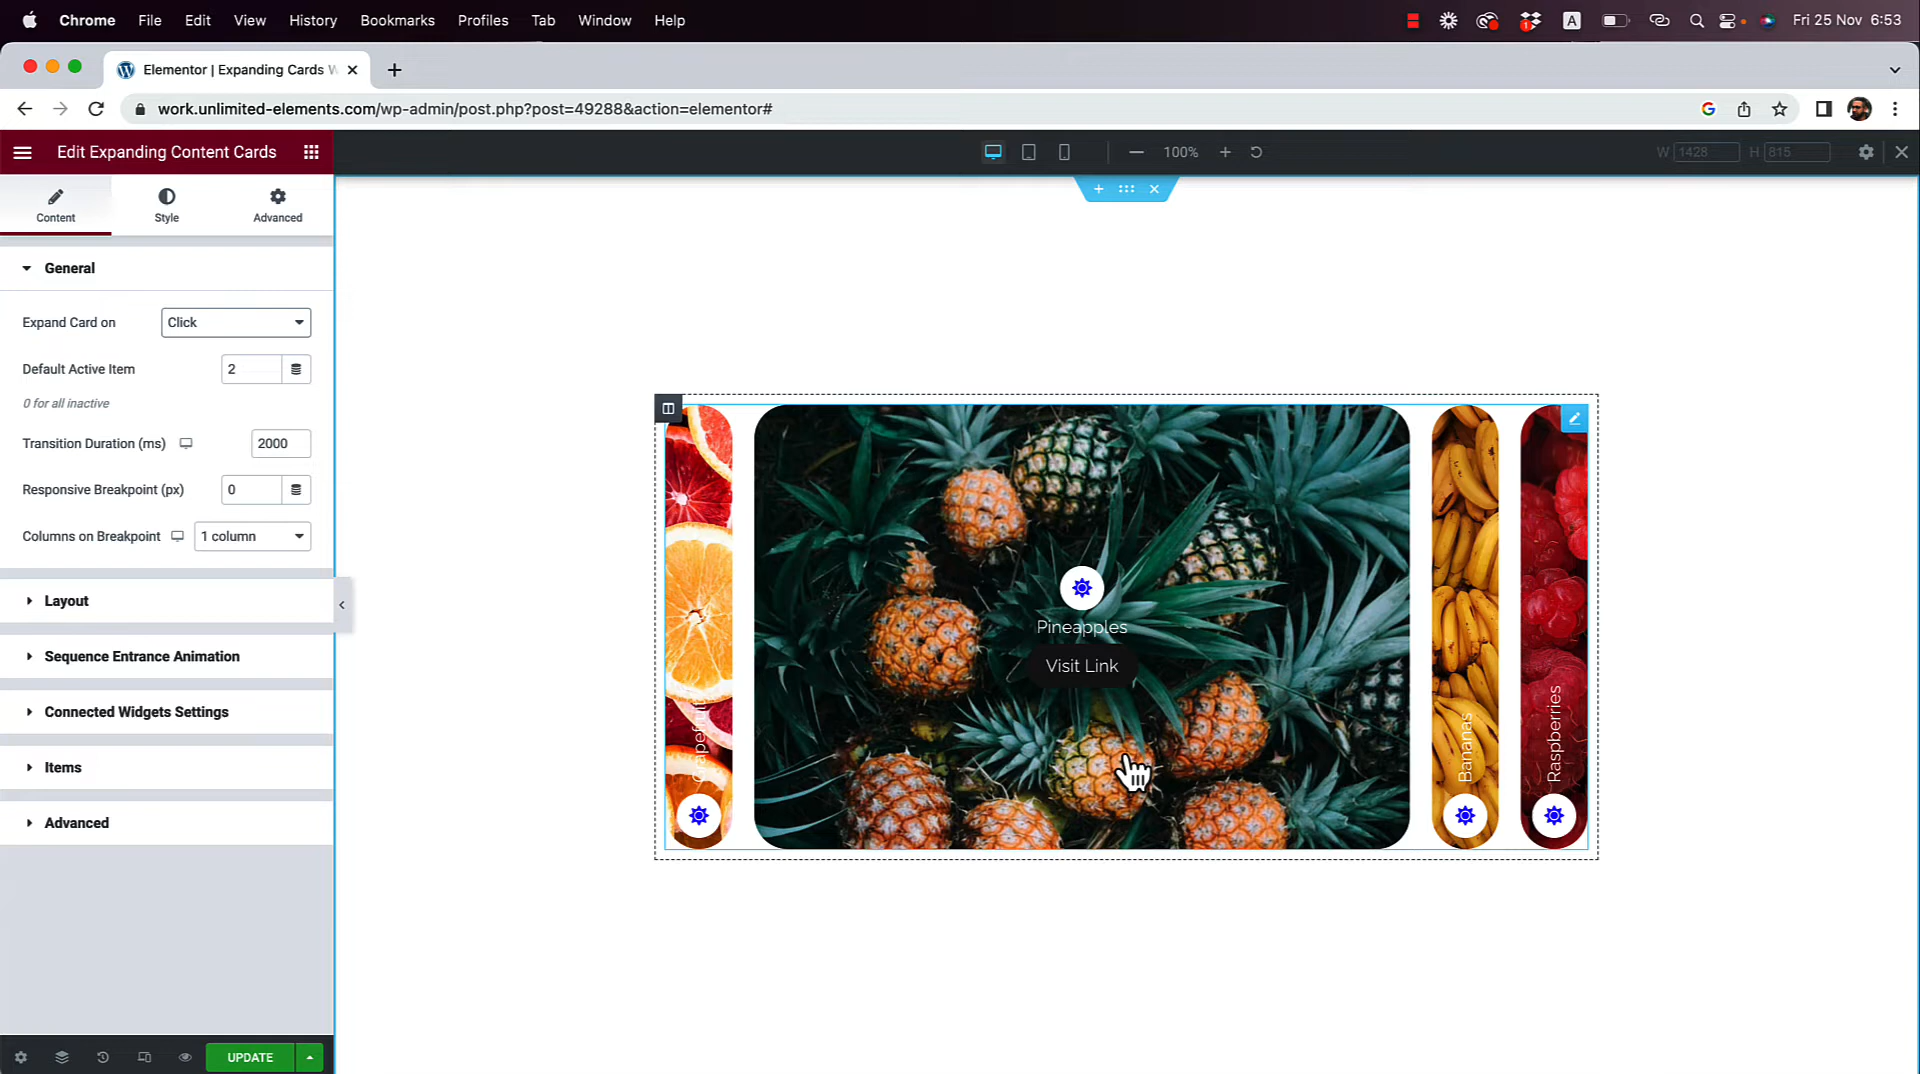 Chrome File Edit View History Bookmarks Profiles Tab Window Help
A Fri 25 Nov 6:53
Elementor | Expanding Cards W
work.unlimited-elements.com/wp-admin/post.php?post=49288&action=elementor#
Edit Expanding Content Cards
100%
W 1428 H 815
Content Style Advanced
General
Expand Card on Click
Default Active Item 2
0 for all inactive
Transition Duration (ms) 2000
Responsive Breakpoint (px) 0
Columns on Breakpoint 1 column
Layout
Sequence Entrance Animation
Connected Widgets Settings
Items
Advanced
UPDATE
Pineapples
Visit Link
Bananas
Raspberries